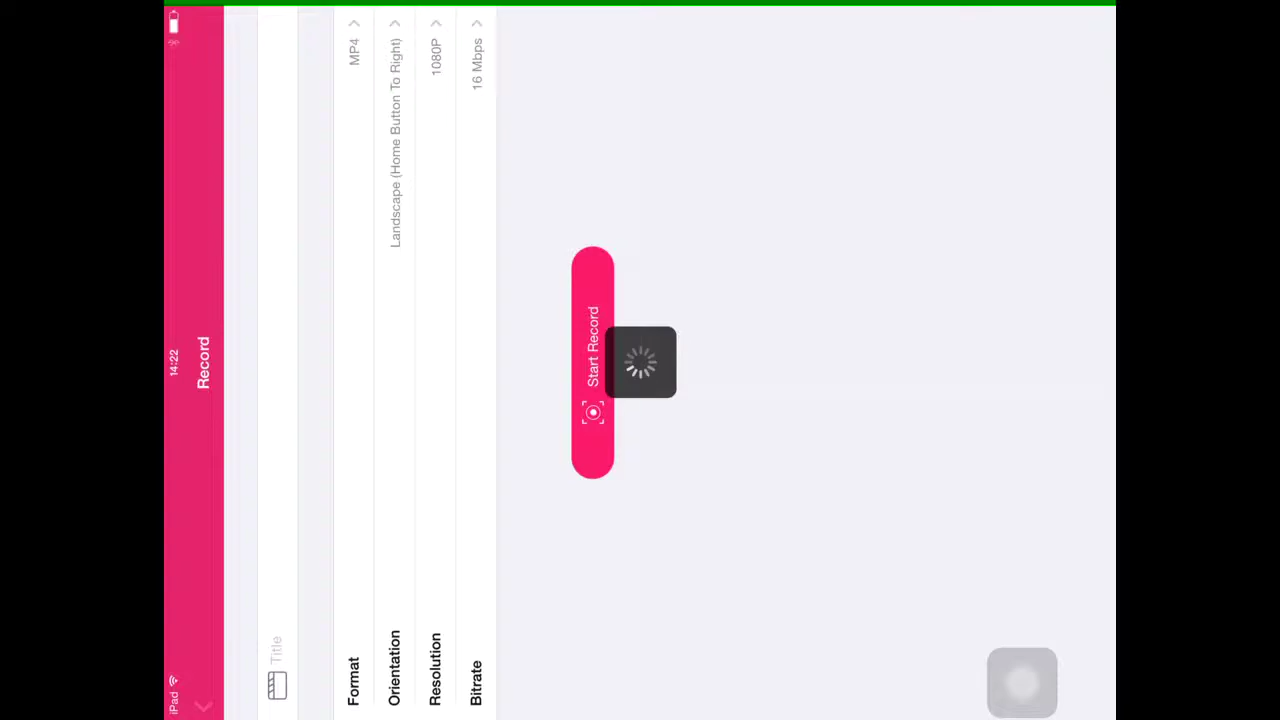 iPad 14:22
Record
Title
Format MP4
Orientation Landscape (Home Button To Right)
Resolution 1080P
Bitrate 16 Mbps
Start Record